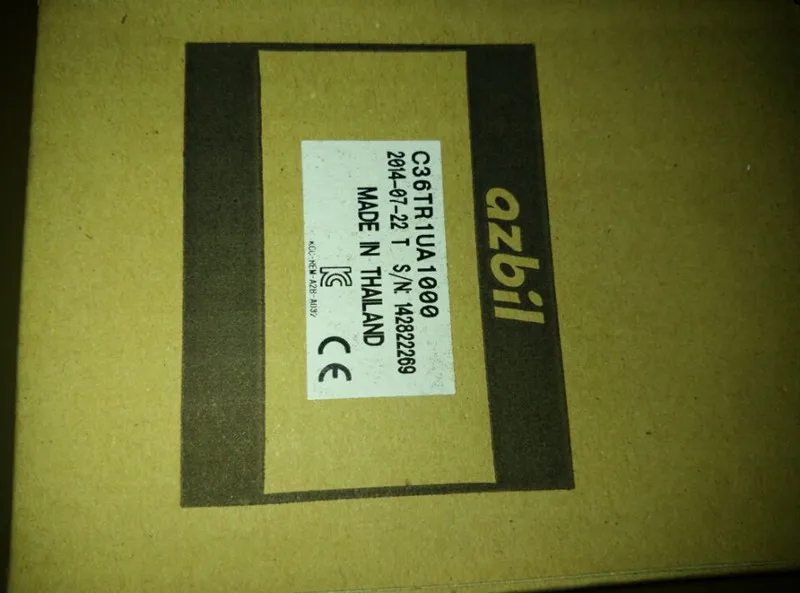 azbil
C36TR1UA1000
2014-07-22 T S/N: 142822269
MADE IN THAILAND
CE